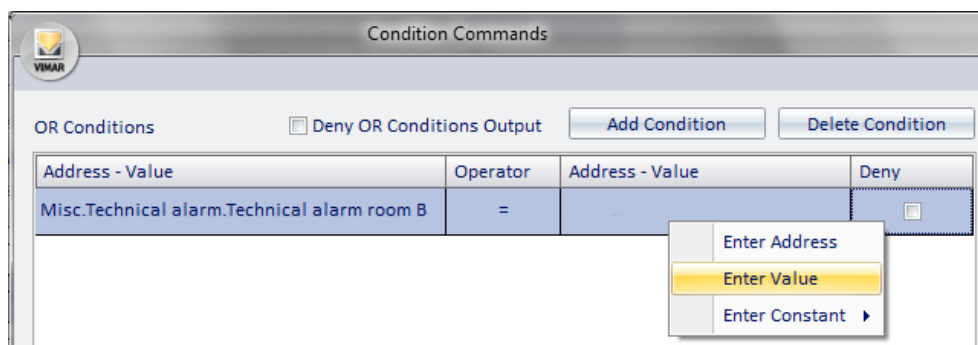 Condition Commands
VIMAR
OR Conditions Deny OR Conditions Output Add Condition Delete Condition
Address - Value Operator Address - Value Deny
Misc.Technical alarm.Technical alarm room B = ..
Enter Address
Enter Value
Enter Constant